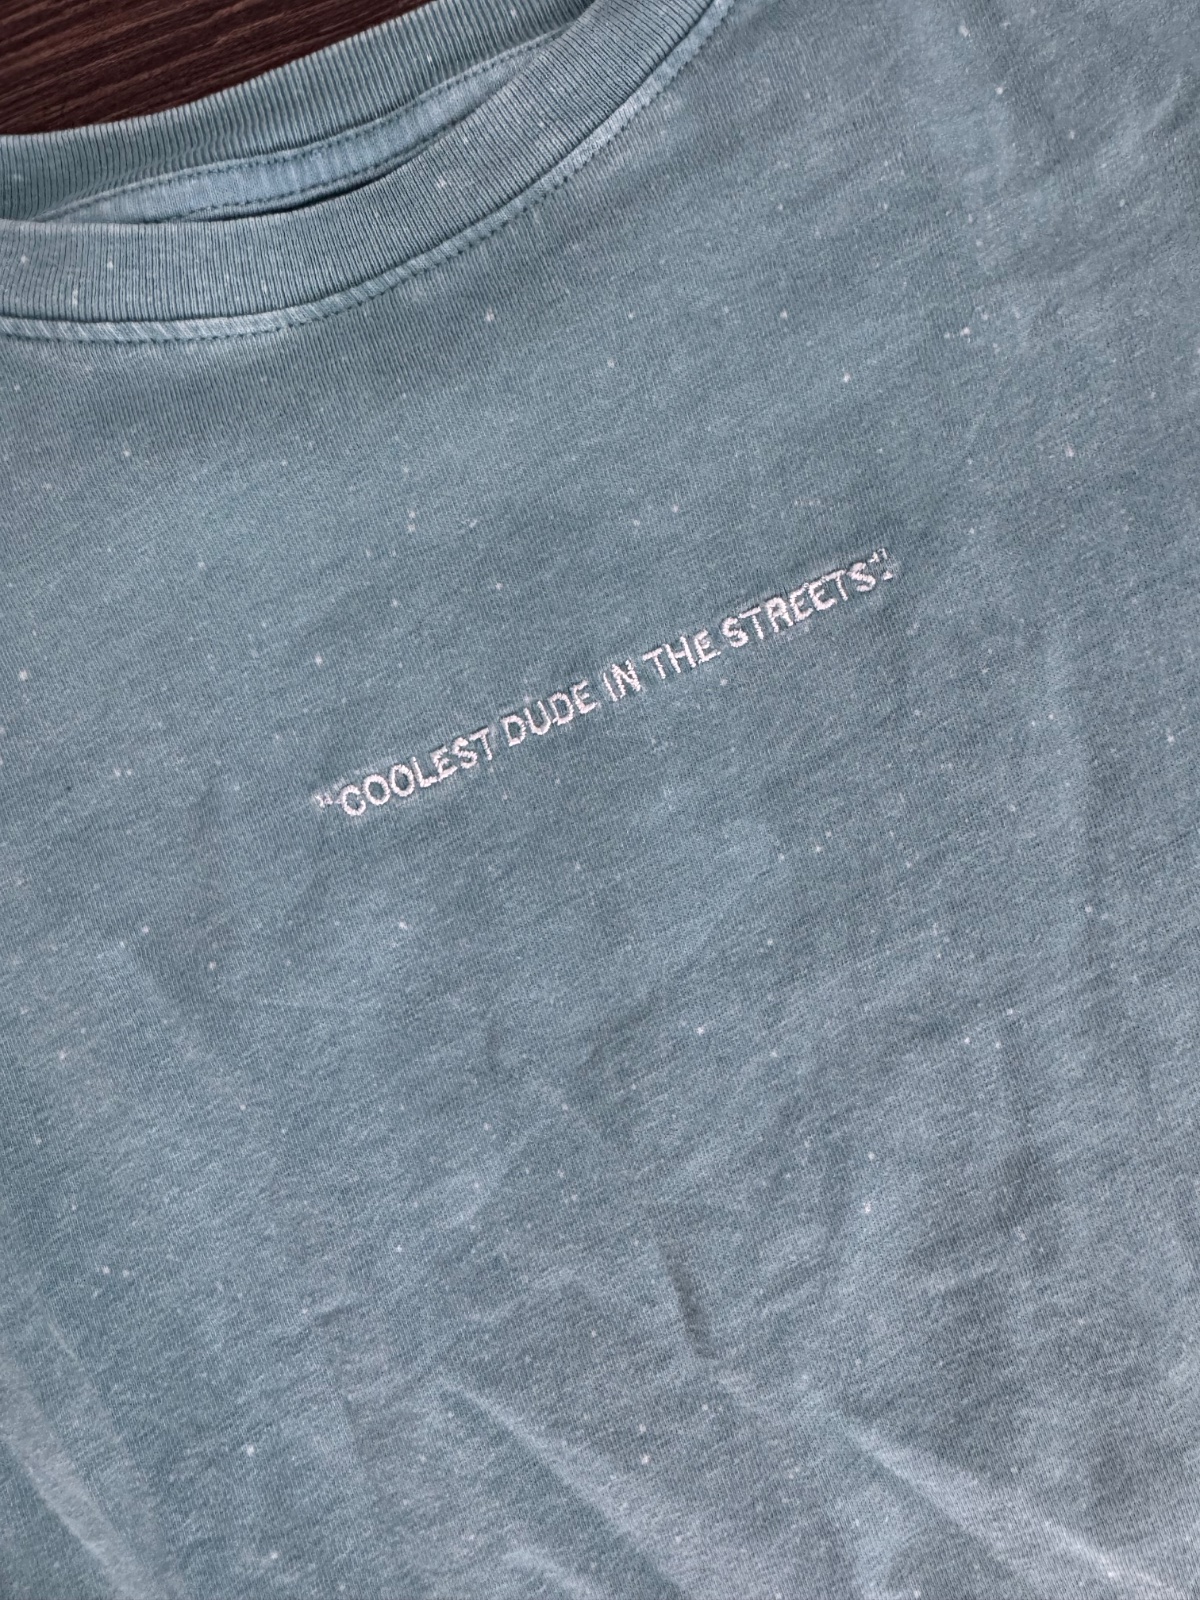 "COOLEST DUDE IN THE STREETS"